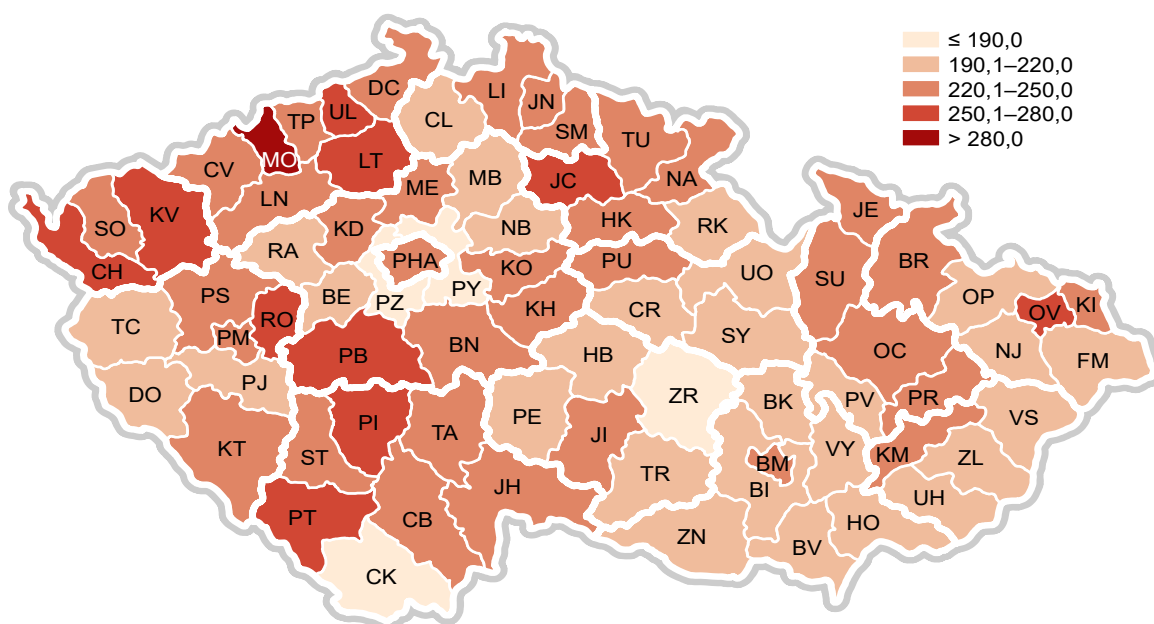 ≤ 190,0
190,1–220,0
220,1–250,0
250,1–280,0
> 280,0
DC
LI
JN
UL
TP
CL
SM
TU
MO
LT
CV
ME
MB
JC
NA
LN
SO
KV
KD
NB
HK
RK
JE
RA
PHA
KO
PU
UO
SU
BR
CH
PS
BE
PZ
PY
KH
CR
OP
OV
KI
TC
RO
PM
PB
BN
HB
SY
OC
NJ
FM
DO
PJ
ZR
BK
PV
PR
VS
PI
TA
PE
JI
KT
ST
BM
VY
KM
ZL
TR
BI
JH
UH
PT
CB
HO
ZN
BV
CK